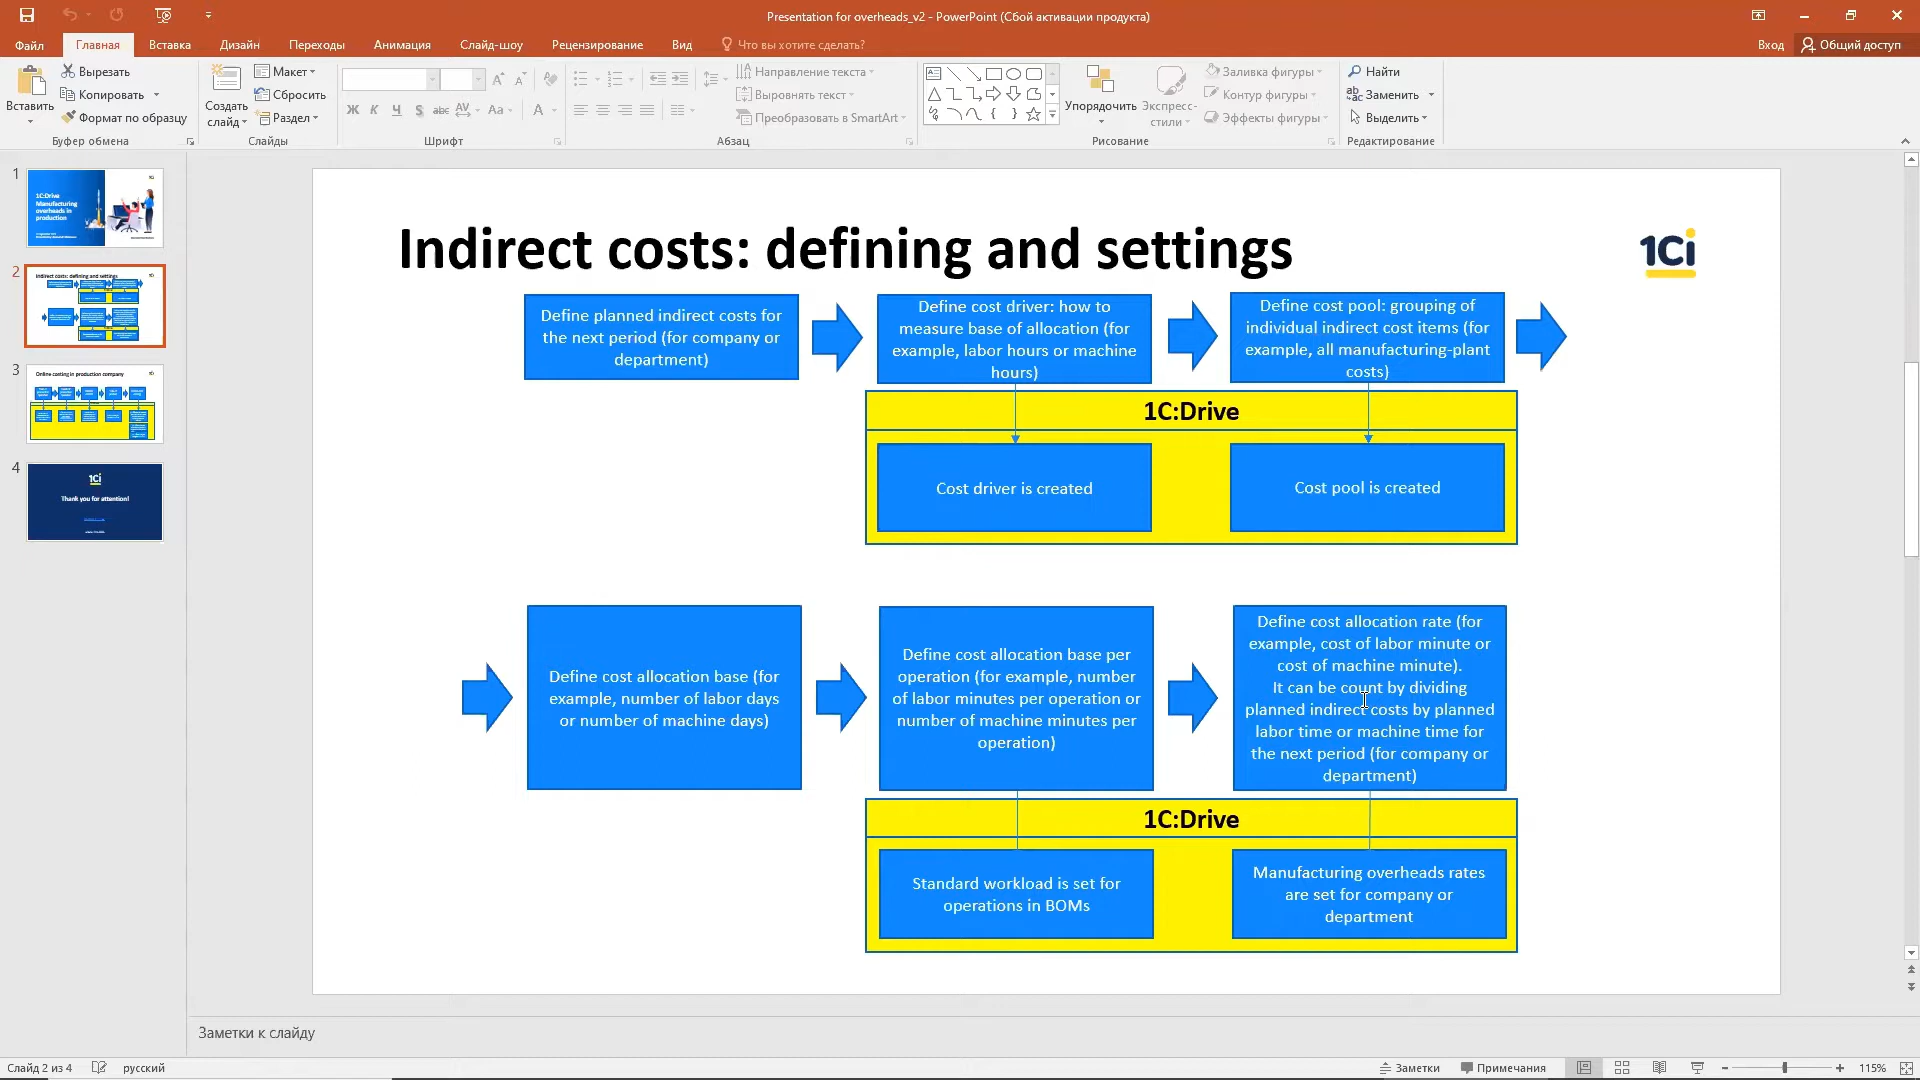 Presentation for overheads_v2 - PowerPoint (Сбой активации продукта)
Файл
Главная
Вставка
Дизайн
Переходы
Анимация
Слайд-шоу
Рецензирование
Вид
Что вы хотите сделать?
Вход
Общий доступ
Вставить
Вырезать
Копировать
Формат по образцу
Буфер обмена
Создать
слайд
Макет
Сбросить
Раздел
Слайды
Ж К Ч S abc AV Aa A
Шрифт
Направление текста
Выровнять текст
Преобразовать в SmartArt
Абзац
Упорядочить
Экспресс-
стили
Заливка фигуры
Контур фигуры
Эффекты фигуры
Рисование
Найти
Заменить
Выделить
Редактирование
1
1C:Drive
Manufacturing
overheads in
production
2
Indirect costs: defining and settings
3
Online costing in production company
4
1Ci
Thank you for attention!
Indirect costs: defining and settings
1Ci
Define planned indirect costs for
the next period (for company or
department)
Define cost driver: how to
measure base of allocation (for
example, labor hours or machine
hours)
Define cost pool: grouping of
individual indirect cost items (for
example, all manufacturing-plant
costs)
1C:Drive
Cost driver is created
Cost pool is created
Define cost allocation base (for
example, number of labor days
or number of machine days)
Define cost allocation base per
operation (for example, number
of labor minutes per operation or
number of machine minutes per
operation)
Define cost allocation rate (for
example, cost of labor minute or
cost of machine minute).
It can be count by dividing
planned indirect costs by planned
labor time or machine time for
the next period (for company or
department)
1C:Drive
Standard workload is set for
operations in BOMs
Manufacturing overheads rates
are set for company or
department
Заметки к слайду
Слайд 2 из 4
русский
Заметки
Примечания
115%